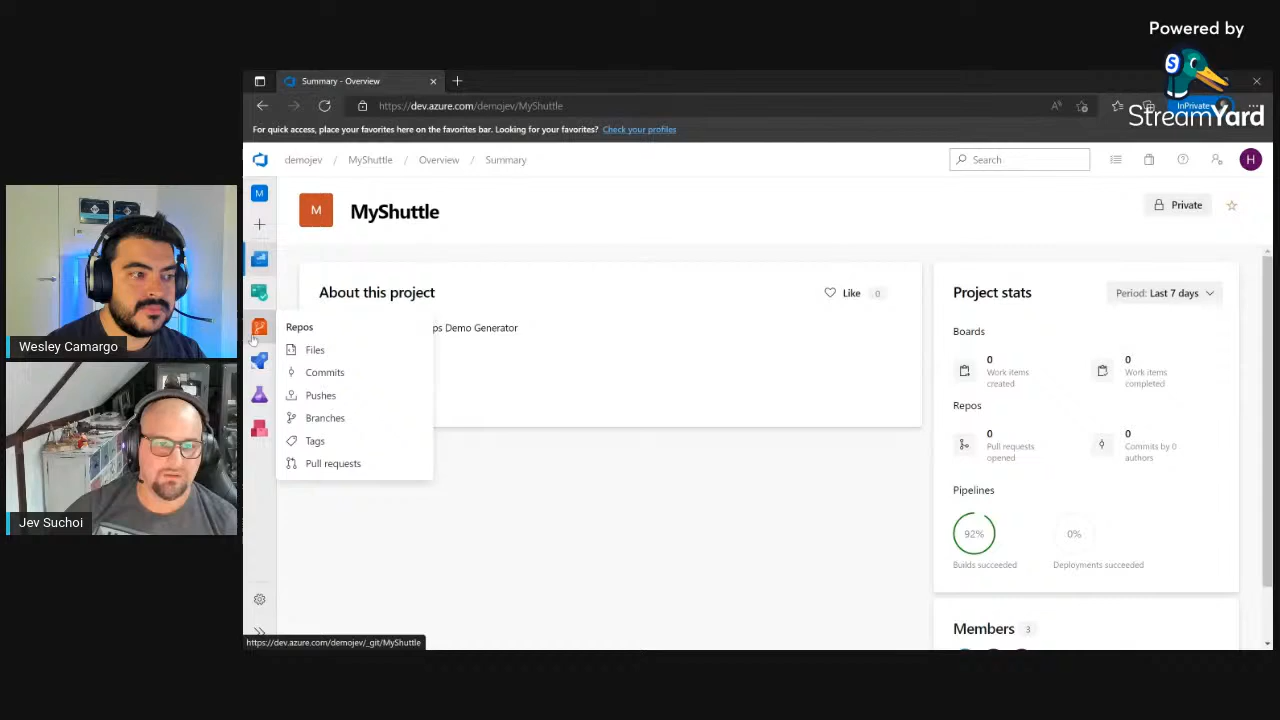 Powered by
StreamYard
Summary - Overview
https://dev.azure.com/demojev/MyShuttle
InPrivate
For quick access, place your favorites here on the favorites bar. Looking for your favorites? Check your profiles
demojev / MyShuttle / Overview / Summary
Search
H
M
M
MyShuttle
Private
About this project
Like 0
ps Demo Generator
Repos
Files
Commits
Pushes
Branches
Tags
Pull requests
Project stats
Period: Last 7 days
Boards
0
Work items
created
0
Work items
completed
Repos
0
Pull requests
opened
0
Commits by 0
authors
Pipelines
92%
Builds succeeded
0%
Deployments succeeded
Members 3
https://dev.azure.com/demojev/_git/MyShuttle
Wesley Camargo
Jev Suchoi